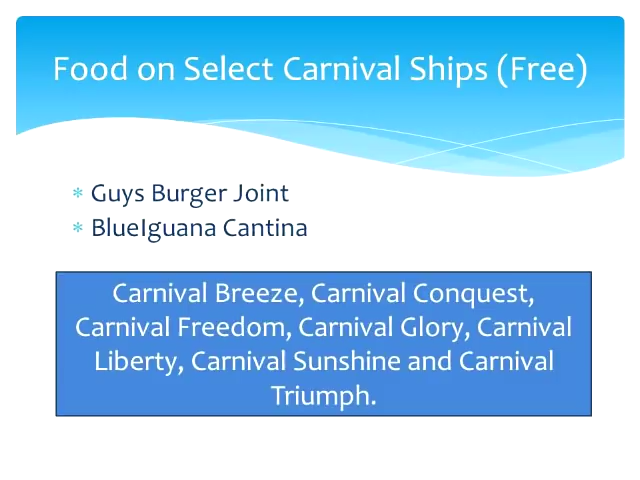 Food on Select Carnival Ships (Free)
* Guys Burger Joint
* BlueIguana Cantina
Carnival Breeze, Carnival Conquest,
Carnival Freedom, Carnival Glory, Carnival
Liberty, Carnival Sunshine and Carnival
Triumph.